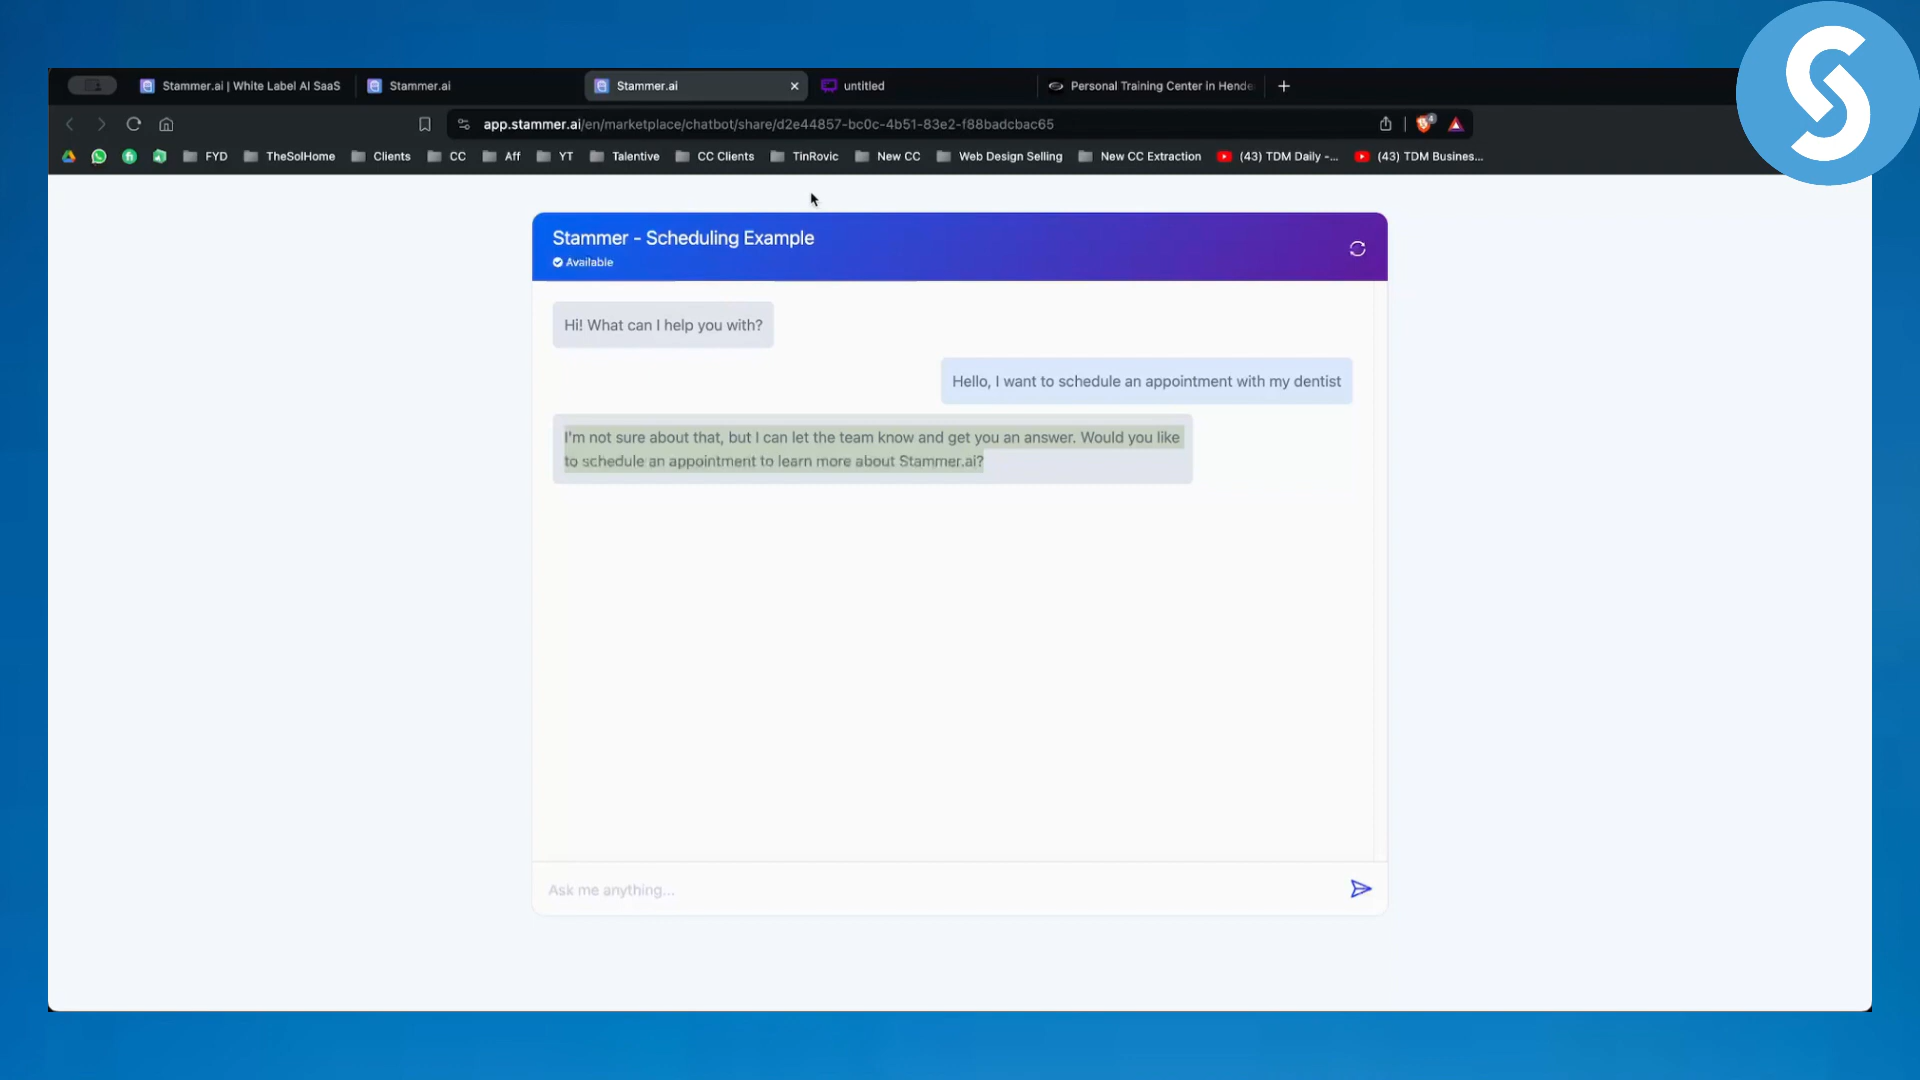 Stammer.ai | White Label AI SaaS
Stammer.ai
Stammer.ai
untitled
Personal Training Center in Hende
app.stammer.ai/en/marketplace/chatbot/share/d2e44857-bc0c-4b51-83e2-f88badcbac65
4
FYD
TheSolHome
Clients
CC
Aff
YT
Talentive
CC Clients
TinRovic
New CC
Web Design Selling
New CC Extraction
(43) TDM Daily -...
(43) TDM Busines...
Stammer - Scheduling Example
Available
Hi! What can I help you with?
Hello, I want to schedule an appointment with my dentist
I'm not sure about that, but I can let the team know and get you an answer. Would you like
to schedule an appointment to learn more about Stammer.ai?
Ask me anything...